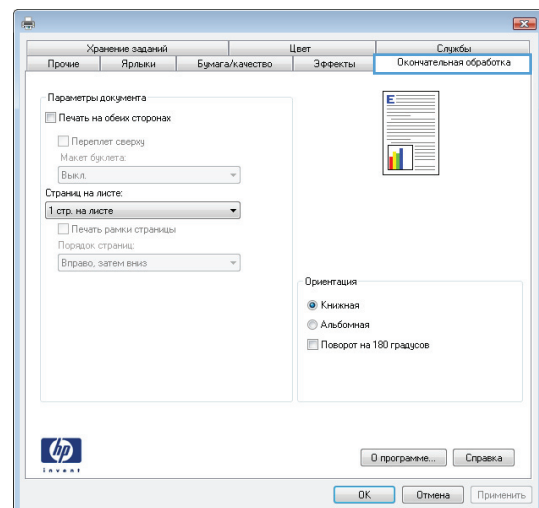 Хранение заданий
Цвет
Службы
Прочие
Ярлыки
Бумага/качество
Эффекты
Окончательная обработка
Параметры документа
Печать на обеих сторонах
Переплет сверху
Макет буклета:
Выкл.
Страниц на листе:
1 стр. на листе
Печать рамки страницы
Порядок страниц:
Вправо, затем вниз
E
Ориентация
Книжная
Альбомная
Поворот на 180 градусов
hp
invent
О программе...
Справка
OK
Отмена
Применить